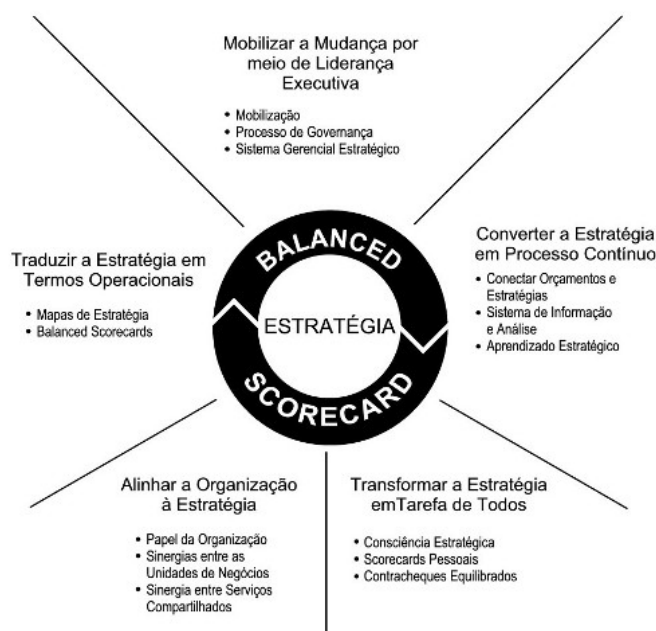 Mobilizar a Mudança por
meio de Liderança
Executiva
• Mobilização
• Processo de Governança
• Sistema Gerencial Estratégico
Traduzir a Estratégia em
Termos Operacionais
• Mapas de Estratégia
• Balanced Scorecards
BALANCED
ESTRATÉGIA
SCORECARD
Converter a Estratégia
em Processo Contínuo
• Conectar Orçamentos e
Estratégias
• Sistema de Informação
e Análise
• Aprendizado Estratégico
Alinhar a Organização
à Estratégia
• Papel da Organização
• Sinergias entre as
Unidades de Negócios
• Sinergia entre Serviços
Compartilhados
Transformar a Estratégia
emTarefa de Todos
• Consciência Estratégica
• Scorecards Pessoais
• Contracheques Equilibrados